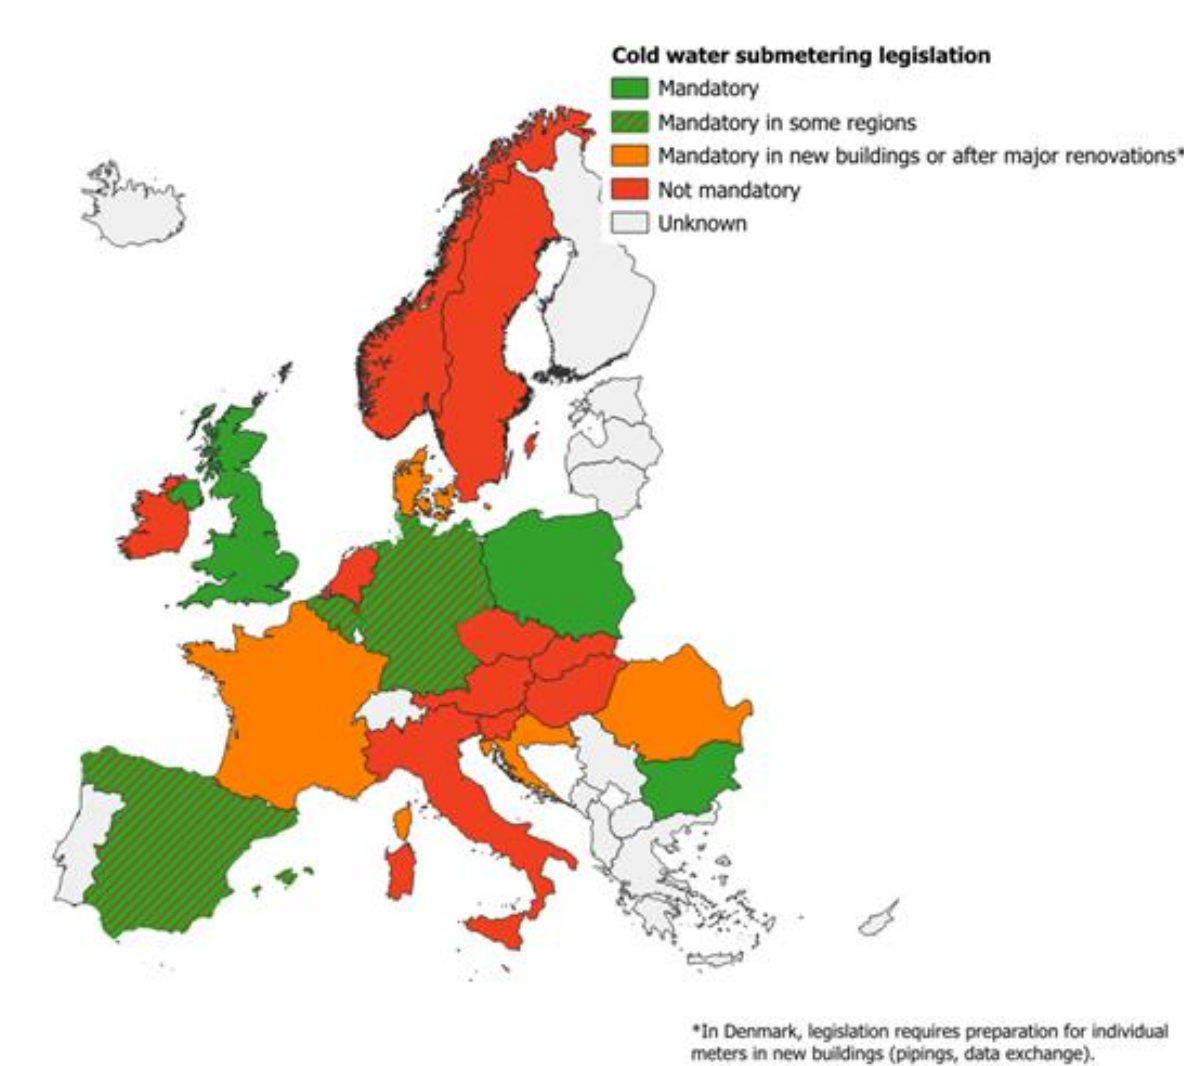 Cold water submetering legislation
Mandatory
Mandatory in some regions
Mandatory in new buildings or after major renovations*
Not mandatory
Unknown
*In Denmark, legislation requires preparation for individual
meters in new buildings (pipings, data exchange).